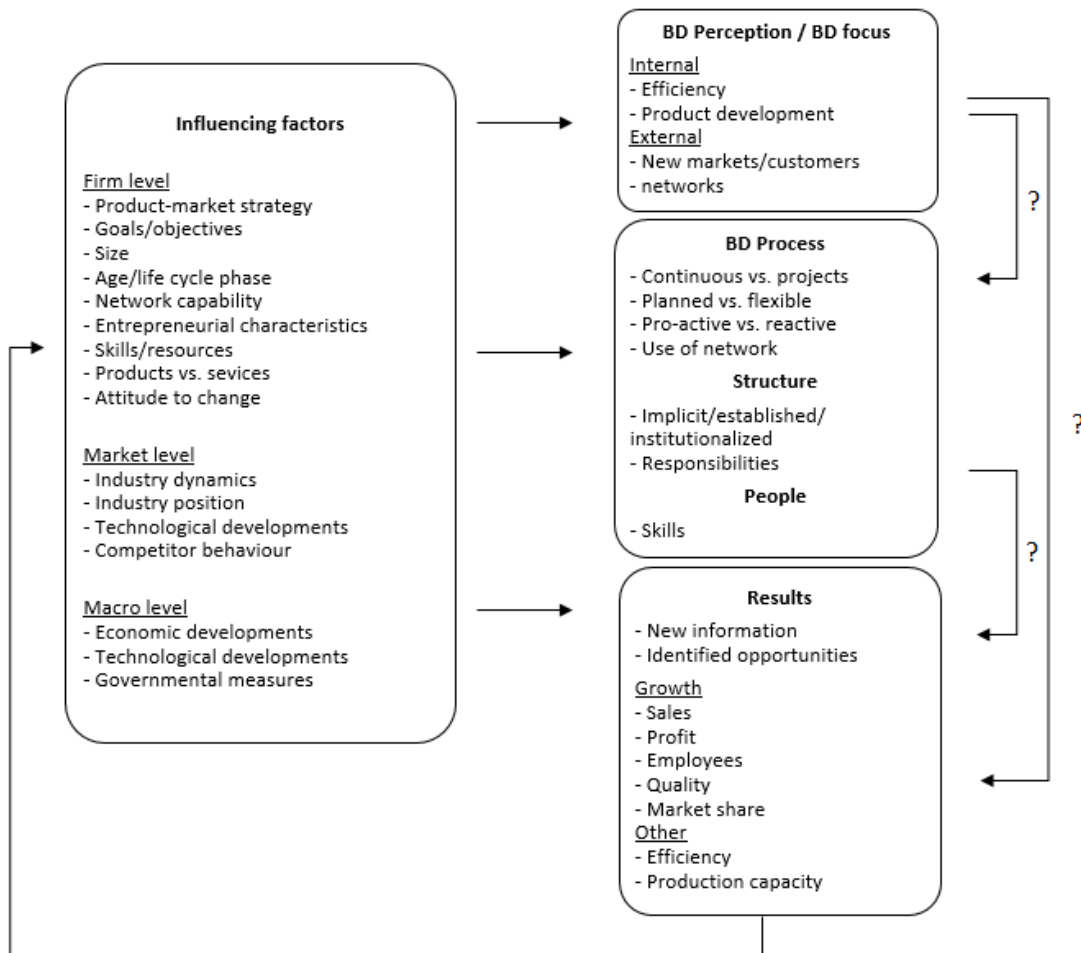 Influencing factors
Firm level
- Product-market strategy
- Goals/objectives
- Size
- Age/life cycle phase
- Network capability
- Entrepreneurial characteristics
- Skills/resources
- Products vs. sevices
- Attitude to change
Market level
- Industry dynamics
- Industry position
- Technological developments
- Competitor behaviour
Macro level
- Economic developments
- Technological developments
- Governmental measures
BD Perception / BD focus
Internal
- Efficiency
- Product development
External
- New markets/customers
- networks
BD Process
- Continuous vs. projects
- Planned vs. flexible
- Pro-active vs. reactive
- Use of network
Structure
- Implicit/established/
institutionalized
- Responsibilities
People
- Skills
Results
- New information
- Identified opportunities
Growth
- Sales
- Profit
- Employees
- Quality
- Market share
Other
- Efficiency
- Production capacity
?
?
?